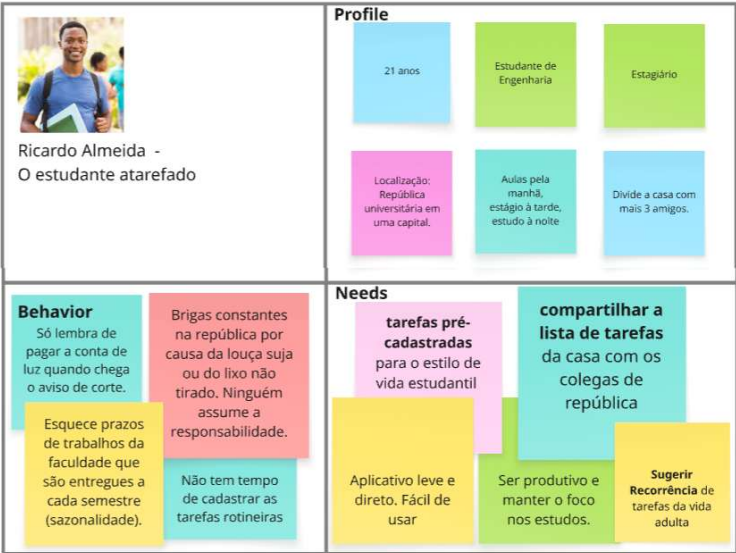 Ricardo Almeida -
O estudante atarefado
Profile
21 anos
Estudante de
Engenharia
Estagiário
Localização:
República
universitária em
uma capital.
Aulas pela
manhã,
estágio à tarde,
estudo à noite
Divide a casa com
mais 3 amigos.
Behavior
Só lembra de
pagar a conta de
luz quando chega
o aviso de corte.
Brigas constantes
na república por
causa da louça suja
ou do lixo não
tirado. Ninguém
assume a
responsabilidade.
Esquece prazos
de trabalhos da
faculdade que
são entregues a
cada semestre
(sazonalidade).
Não tem tempo
de cadastrar as
tarefas rotineiras
Needs
tarefas pré-
cadastradas
para o estilo de
vida estudantil
compartilhar a
lista de tarefas
da casa com os
colegas de
república
Aplicativo leve e
direto. Fácil de
usar
Ser produtivo e
manter o foco
nos estudos.
Sugerir
Recorrência de
tarefas da vida
adulta